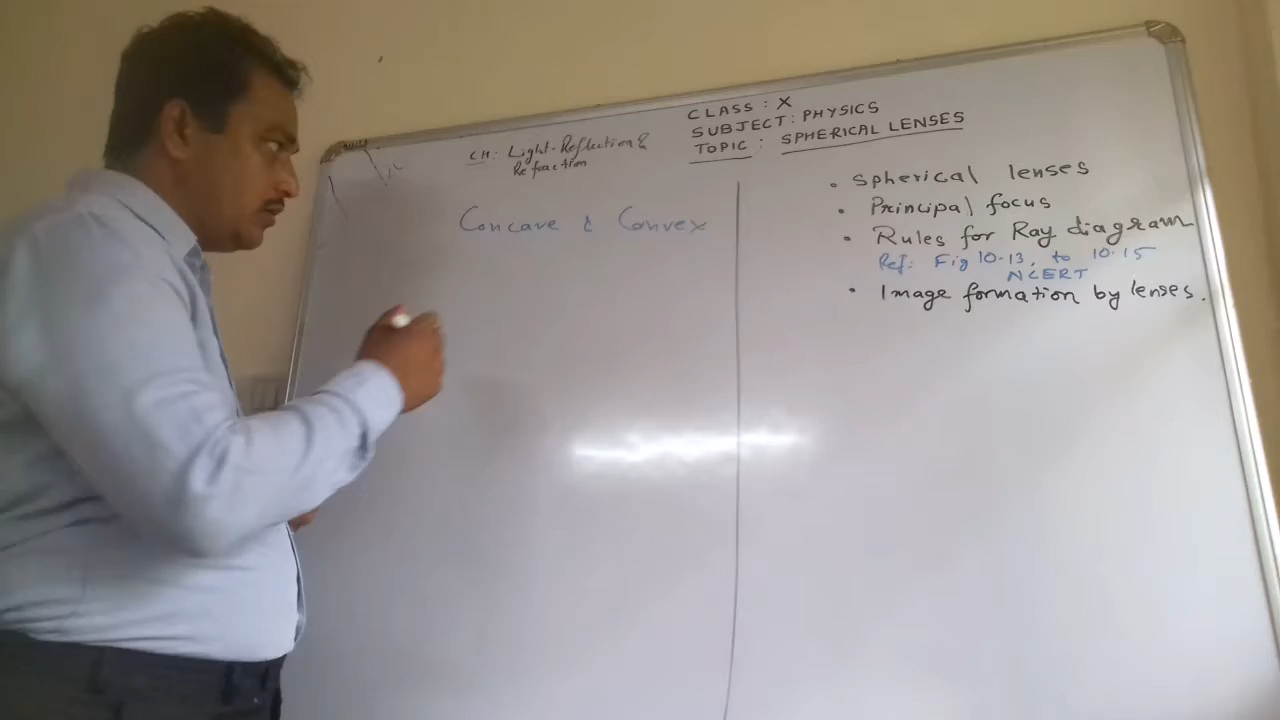 CLASS : X
SUBJECT : PHYSICS
TOPIC : SPHERICAL LENSES
CH: Light-Reflection &
Refraction
Concave & Convex
• Spherical lenses
• Principal focus
• Rules for Ray diagram
Ref: Fig 10.13, to 10.15
NCERT
• Image formation by lenses.